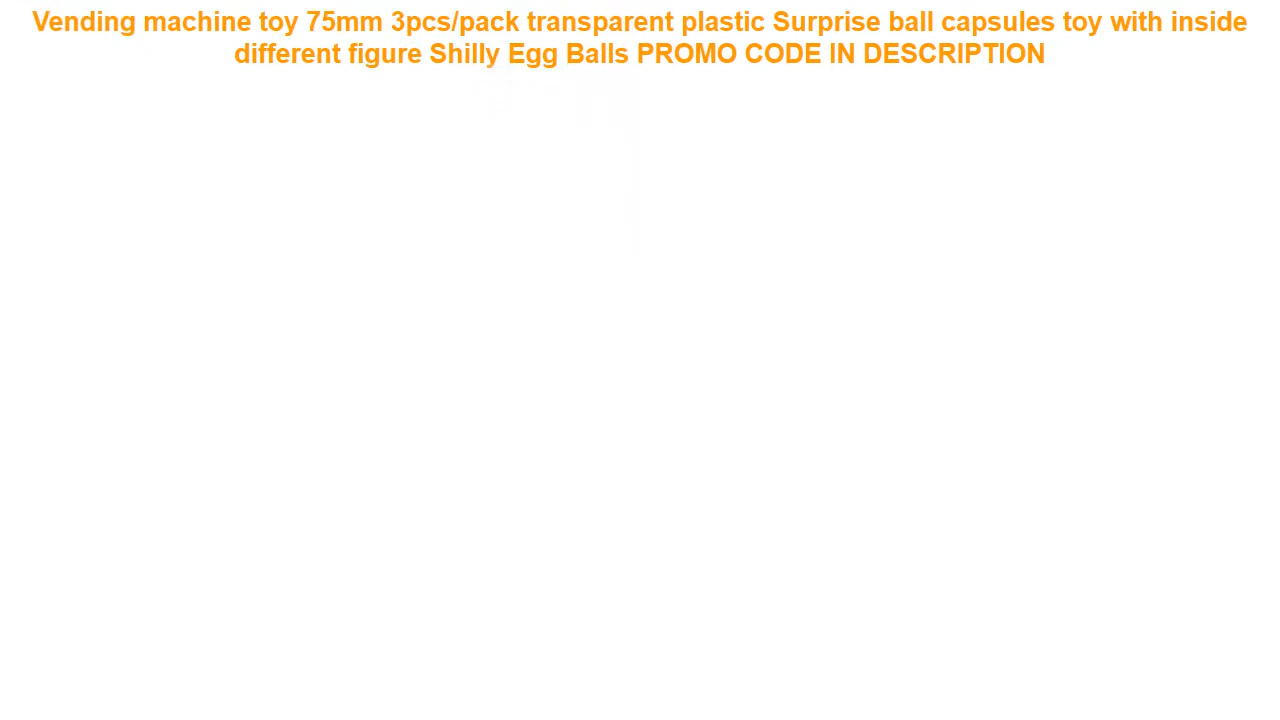 Vending machine toy 75mm 3pcs/pack transparent plastic Surprise ball capsules toy with inside
different figure Shilly Egg Balls PROMO CODE IN DESCRIPTION